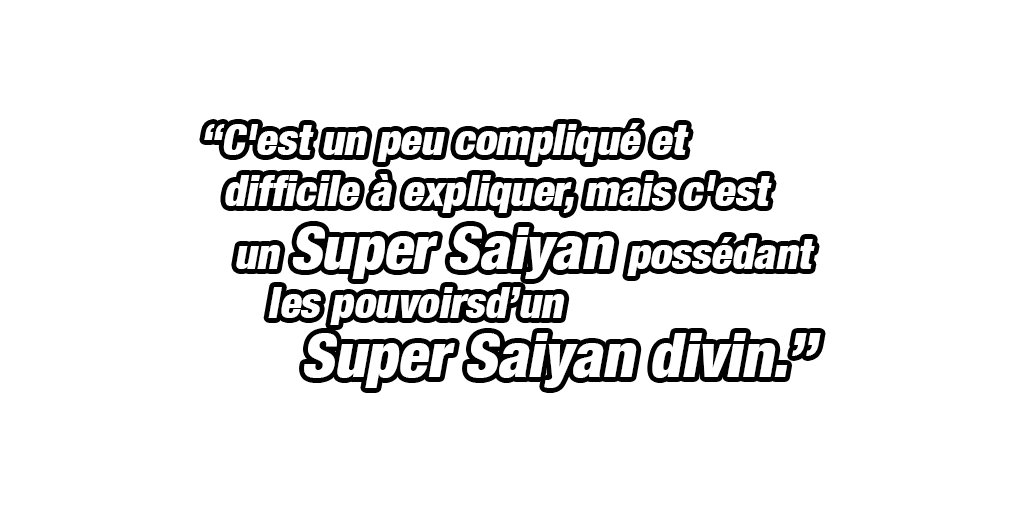 “C'est un peu compliqué et
difficile à expliquer, mais c'est
un Super Saiyan possédant
les pouvoirsd’un
Super Saiyan divin.”